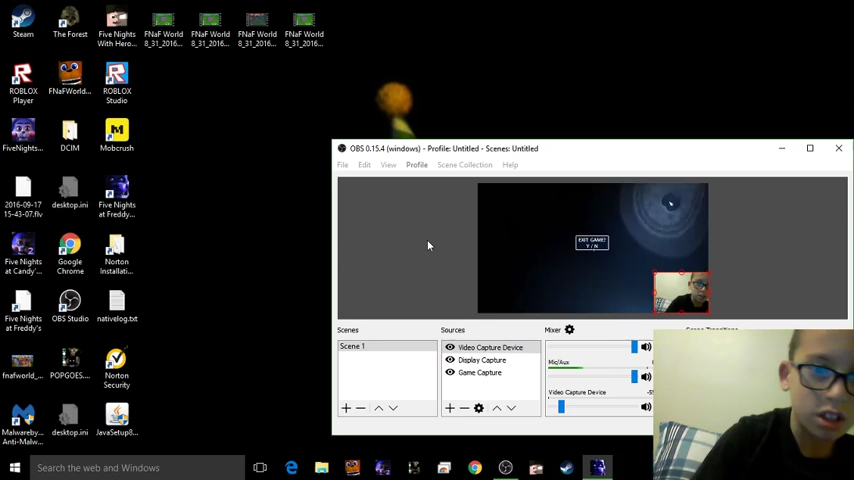 Steam
The Forest
Five Nights
With Hero...
FNaF World
8_31_2016...
FNaF World
8_31_2016...
FNaF World
8_31_2016...
FNaF World
8_31_2016...
ROBLOX
Player
FNaFWorld...
ROBLOX
Studio
FiveNights...
DCIM
Mobcrush
2016-09-17
15-43-07.flv
desktop.ini
Five Nights
at Freddy'...
Five Nights
at Candy'...
Google
Chrome
Norton
Installati...
Five Nights
at Freddy's
OBS Studio
nativelog.txt
fnafworld_...
POPGOES...
Norton
Security
Malwareby...
Anti-Malw...
desktop.ini
JavaSetup8...
OBS 0.15.4 (windows) - Profile: Untitled - Scenes: Untitled
File Edit View Profile Scene Collection Help
EXIT GAME?
Y / N
Scenes
Scene 1
Sources
Video Capture Device
Display Capture
Game Capture
Mixer
Mic/Aux
Video Capture Device
Search the web and Windows